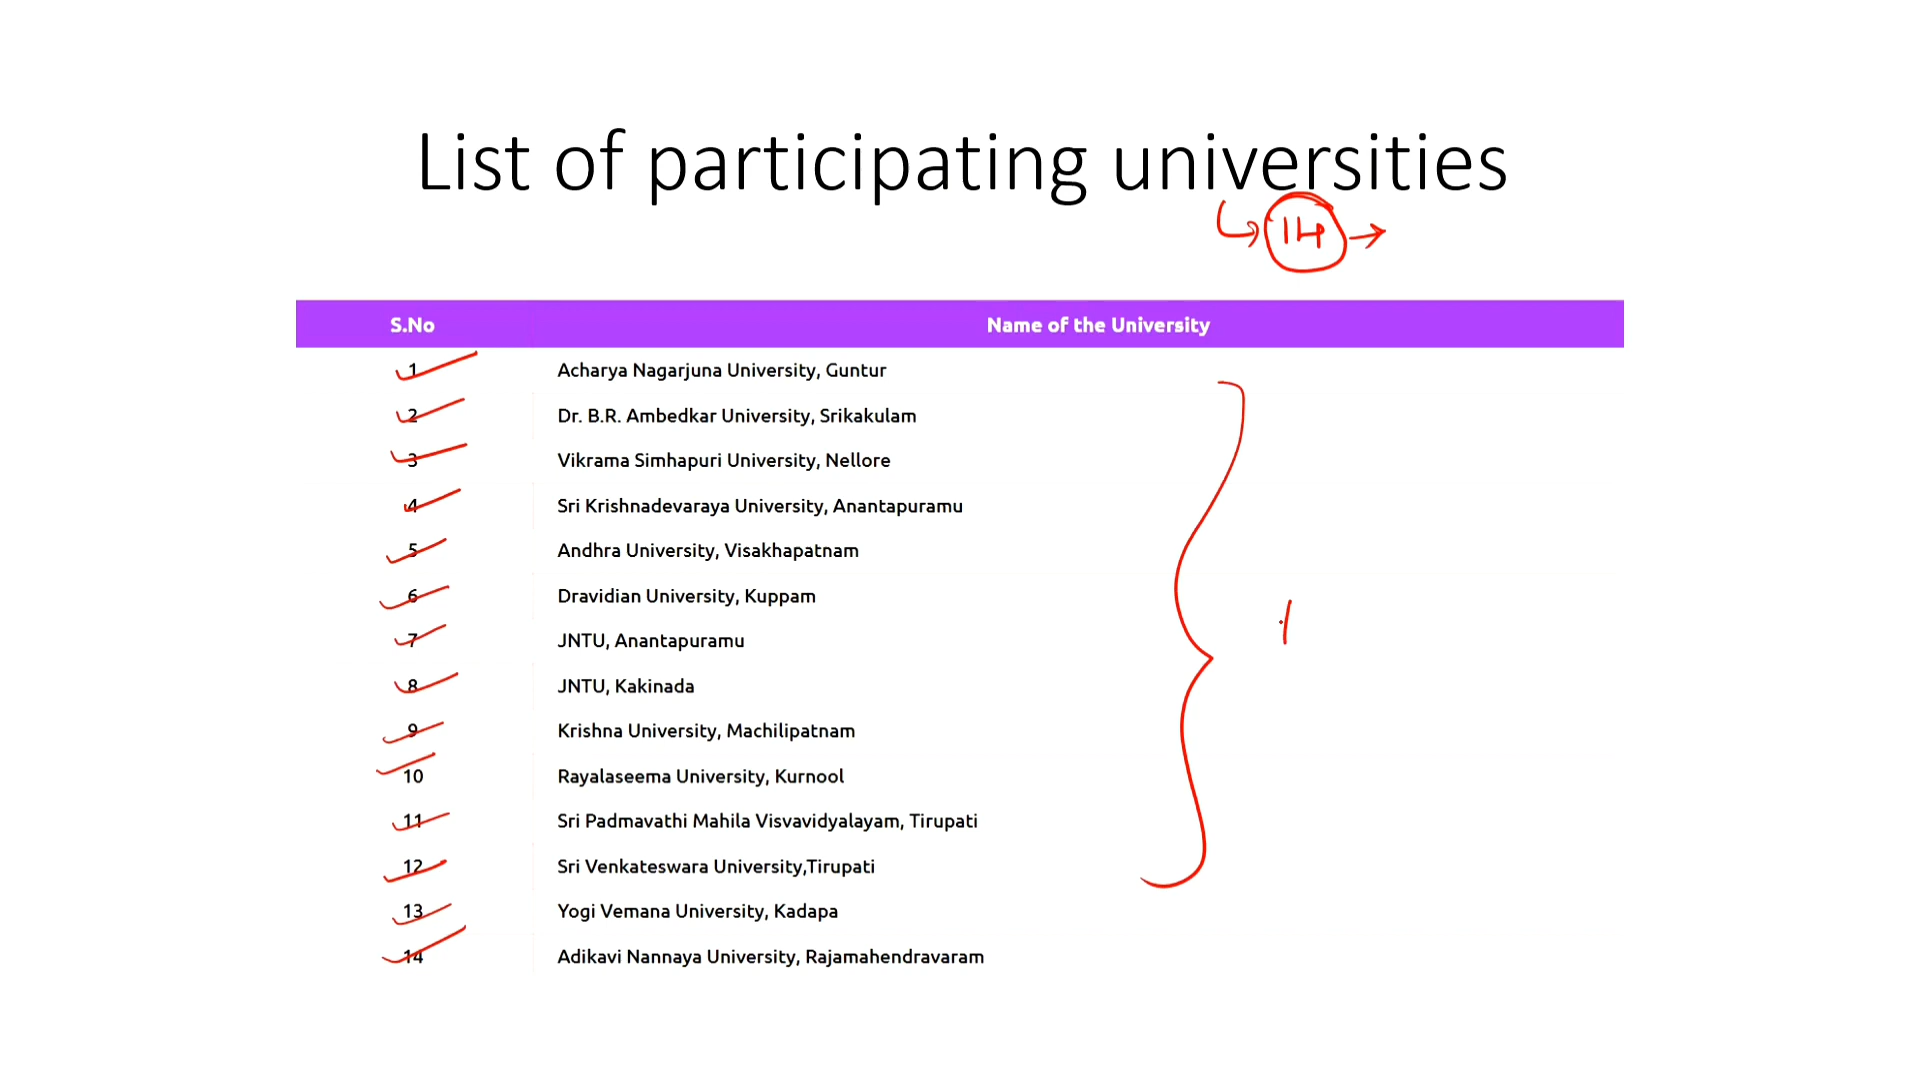 List of participating universities
14
S.No Name of the University
1 Acharya Nagarjuna University, Guntur
2 Dr. B.R. Ambedkar University, Srikakulam
3 Vikrama Simhapuri University, Nellore
4 Sri Krishnadevaraya University, Anantapuramu
5 Andhra University, Visakhapatnam
6 Dravidian University, Kuppam
7 JNTU, Anantapuramu
8 JNTU, Kakinada
9 Krishna University, Machilipatnam
10 Rayalaseema University, Kurnool
11 Sri Padmavathi Mahila Visvavidyalayam, Tirupati
12 Sri Venkateswara University,Tirupati
13 Yogi Vemana University, Kadapa
14 Adikavi Nannaya University, Rajamahendravaram